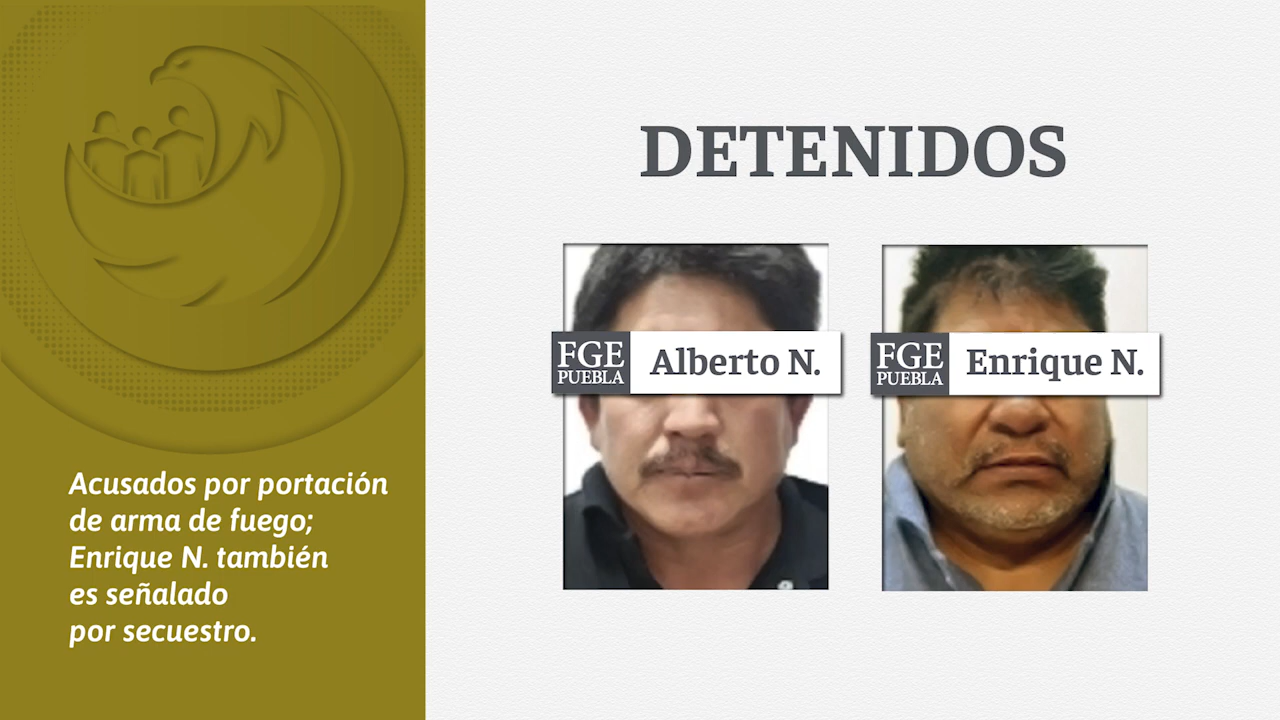 Acusados por portación
de arma de fuego;
Enrique N. también
es señalado
por secuestro.
DETENIDOS
FGE
PUEBLA
Alberto N.
FGE
PUEBLA
Enrique N.